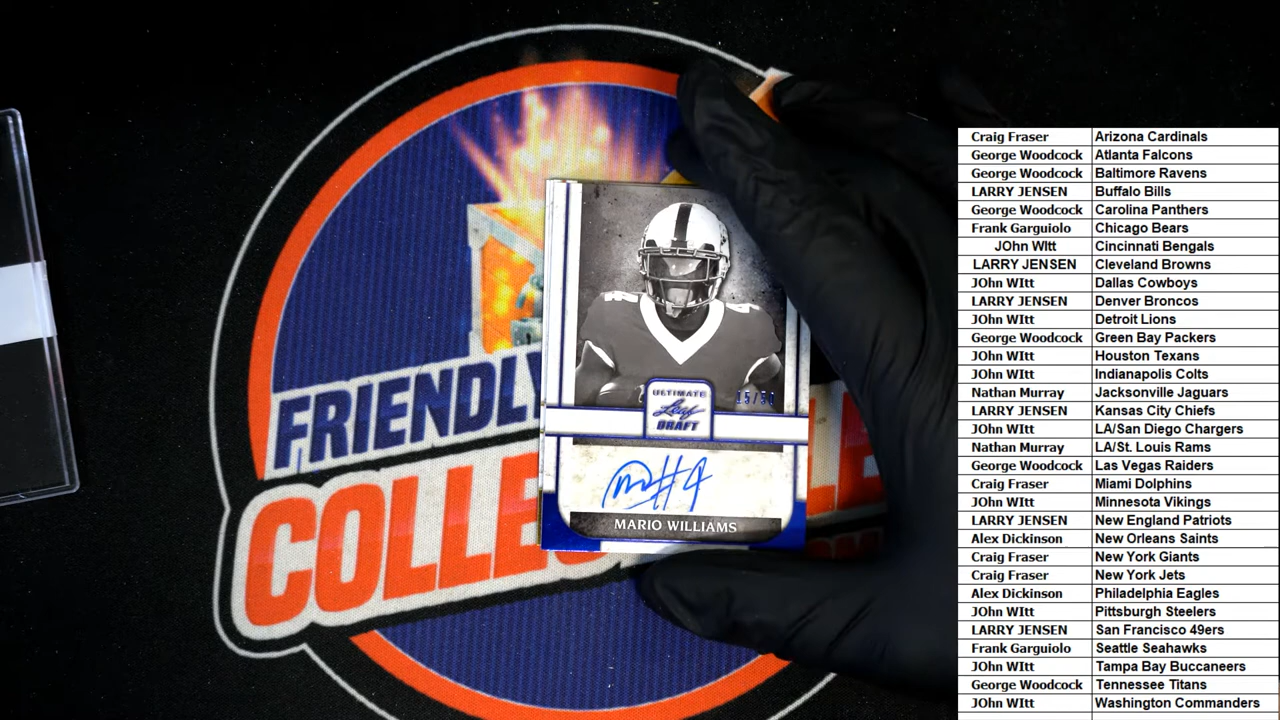 FRIENDLY
COLLE
ULTIMATE
Leaf
DRAFT
15/50
MARIO WILLIAMS
Craig Fraser Arizona Cardinals
George Woodcock Atlanta Falcons
George Woodcock Baltimore Ravens
LARRY JENSEN Buffalo Bills
George Woodcock Carolina Panthers
Frank Garguiolo Chicago Bears
JOhn WItt Cincinnati Bengals
LARRY JENSEN Cleveland Browns
JOhn WItt Dallas Cowboys
LARRY JENSEN Denver Broncos
JOhn WItt Detroit Lions
George Woodcock Green Bay Packers
JOhn WItt Houston Texans
JOhn WItt Indianapolis Colts
Nathan Murray Jacksonville Jaguars
LARRY JENSEN Kansas City Chiefs
JOhn WItt LA/San Diego Chargers
Nathan Murray LA/St. Louis Rams
George Woodcock Las Vegas Raiders
Craig Fraser Miami Dolphins
JOhn WItt Minnesota Vikings
LARRY JENSEN New England Patriots
Alex Dickinson New Orleans Saints
Craig Fraser New York Giants
Craig Fraser New York Jets
Alex Dickinson Philadelphia Eagles
JOhn WItt Pittsburgh Steelers
LARRY JENSEN San Francisco 49ers
Frank Garguiolo Seattle Seahawks
JOhn WItt Tampa Bay Buccaneers
George Woodcock Tennessee Titans
JOhn WItt Washington Commanders